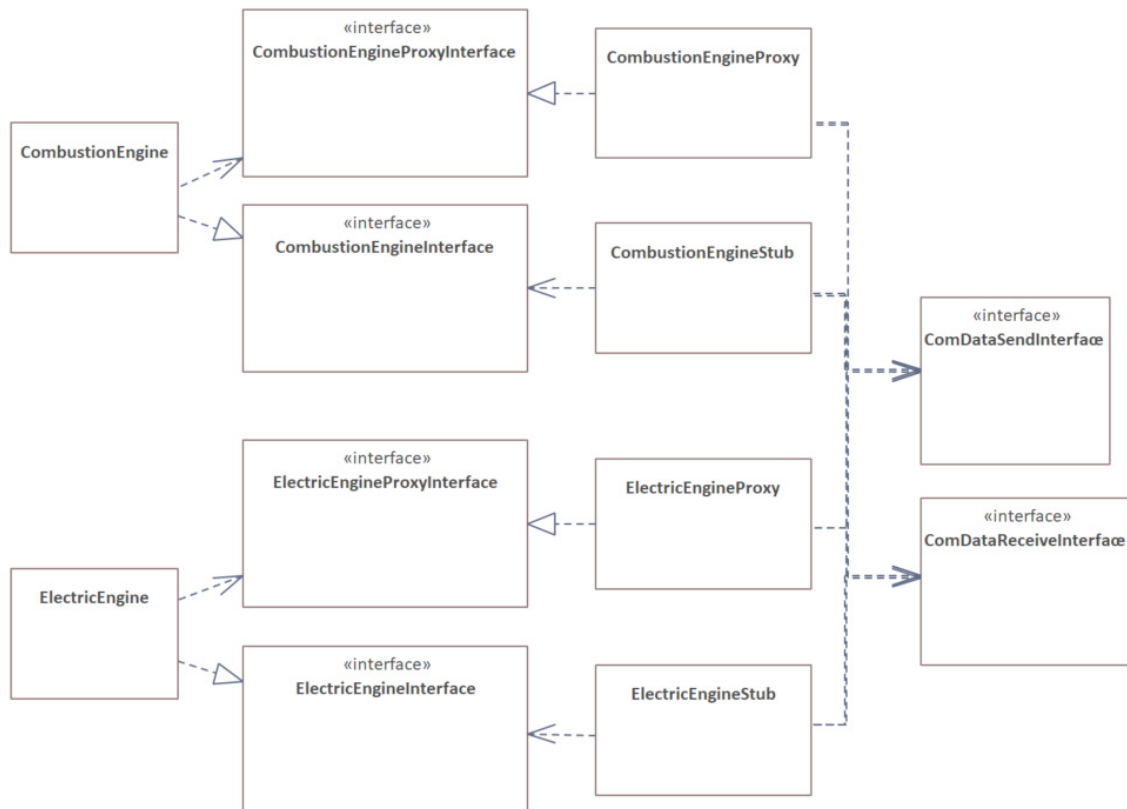 «interface»
CombustionEngineProxyInterface
CombustionEngineProxy
CombustionEngine
«interface»
CombustionEngineInterface
CombustionEngineStub
«interface»
ComDataSendInterface
«interface»
ElectricEngineProxyInterface
ElectricEngineProxy
«interface»
ComDataReceiveInterface
ElectricEngine
«interface»
ElectricEngineInterface
ElectricEngineStub